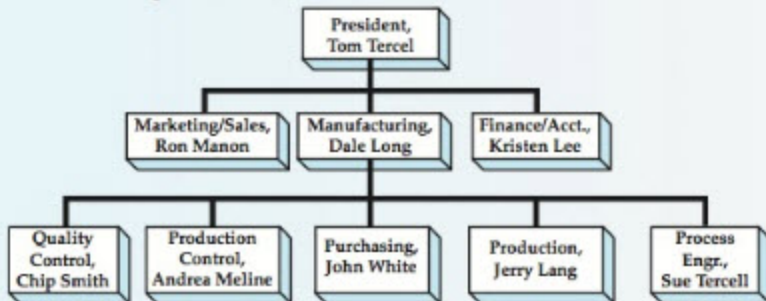 President,
Tom Tercel
Marketing/Sales,
Ron Manon
Manufacturing,
Dale Long
Finance/Acct.,
Kristen Lee
Quality
Control,
Chip Smith
Production
Control,
Andrea Meline
Purchasing,
John White
Production,
Jerry Lang
Process
Engr.,
Sue Tercell